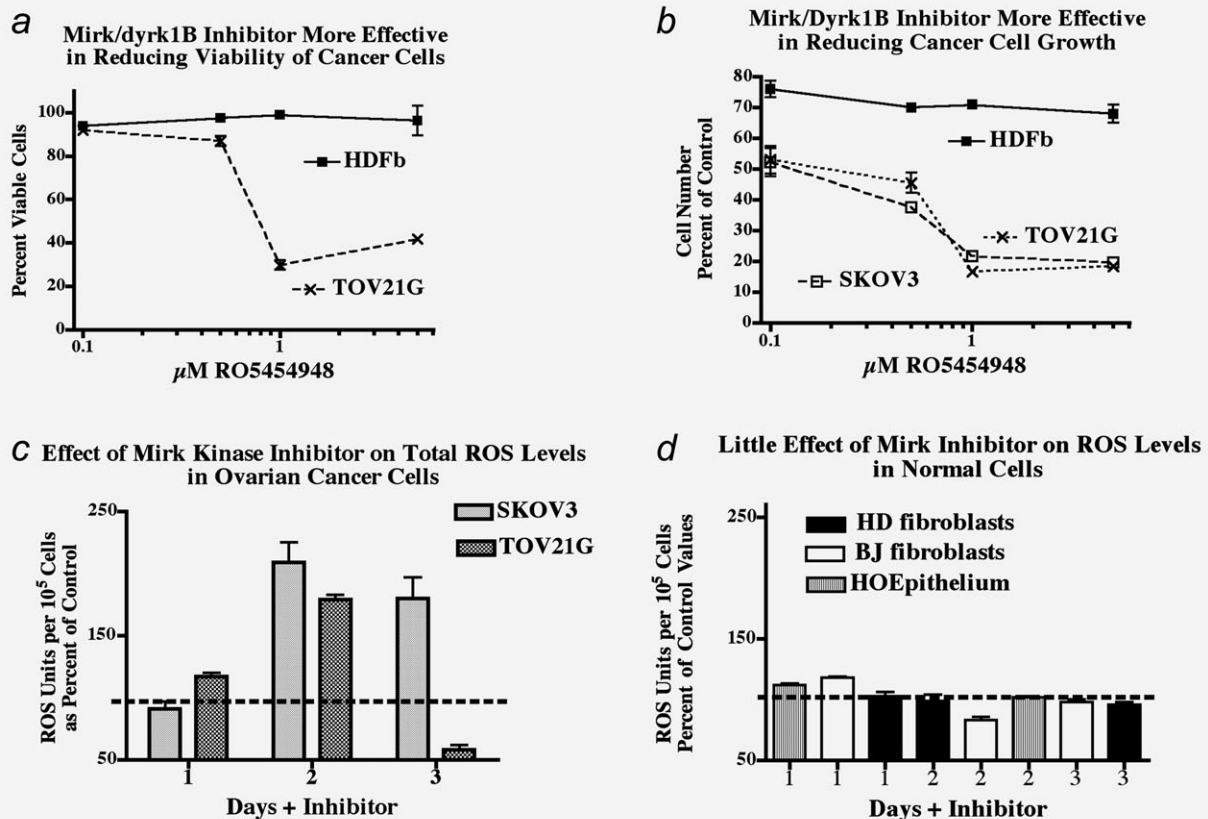 a
Mirk/dyrk1B Inhibitor More Effective
in Reducing Viability of Cancer Cells
Percent Viable Cells
100
80
60
40
20
0
HDFb
TOV21G
0.1
1
µM RO5454948
b
Mirk/Dyrk1B Inhibitor More Effective
in Reducing Cancer Cell Growth
Cell Number
Percent of Control
80
70
60
50
40
30
20
10
0
HDFb
TOV21G
SKOV3
0.1
1
µM RO5454948
c
Effect of Mirk Kinase Inhibitor on Total ROS Levels
in Ovarian Cancer Cells
ROS Units per 10⁵ Cells
as Percent of Control
250
150
50
SKOV3
TOV21G
1 2 3
Days + Inhibitor
d
Little Effect of Mirk Inhibitor on ROS Levels
in Normal Cells
ROS Units per 10⁵ Cells
Percent of Control Values
250
150
50
HD fibroblasts
BJ fibroblasts
HOEpithelium
1 1 1 2 2 2 3 3
Days + Inhibitor